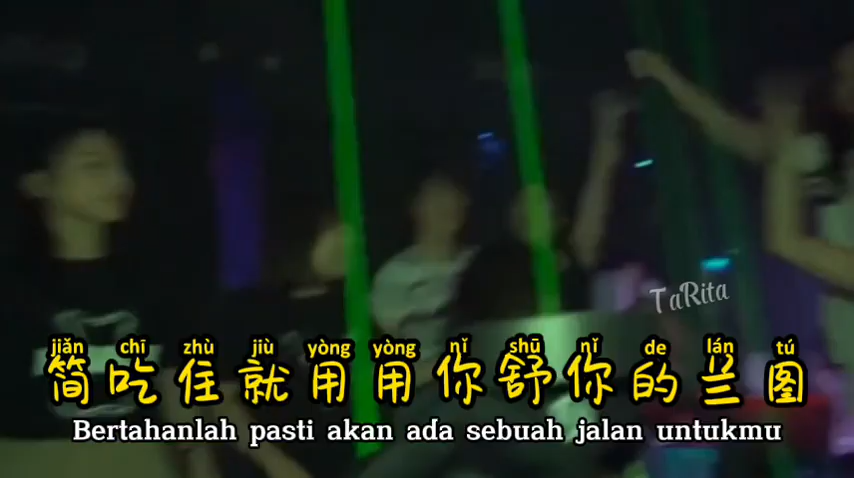 TaRita
jiǎn chī zhù jiù yòng yòng nǐ shū nǐ de lán tú
简吃住就用用你舒你的兰图
Bertahanlah pasti akan ada sebuah jalan untukmu